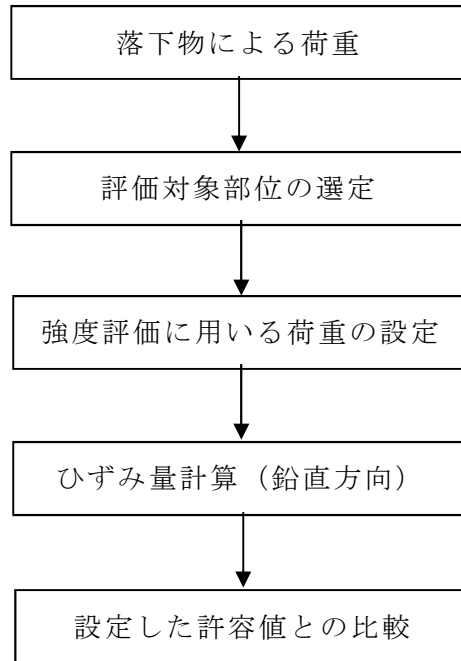 落下物による荷重
評価対象部位の選定
強度評価に用いる荷重の設定
ひずみ量計算（鉛直方向）
設定した許容値との比較